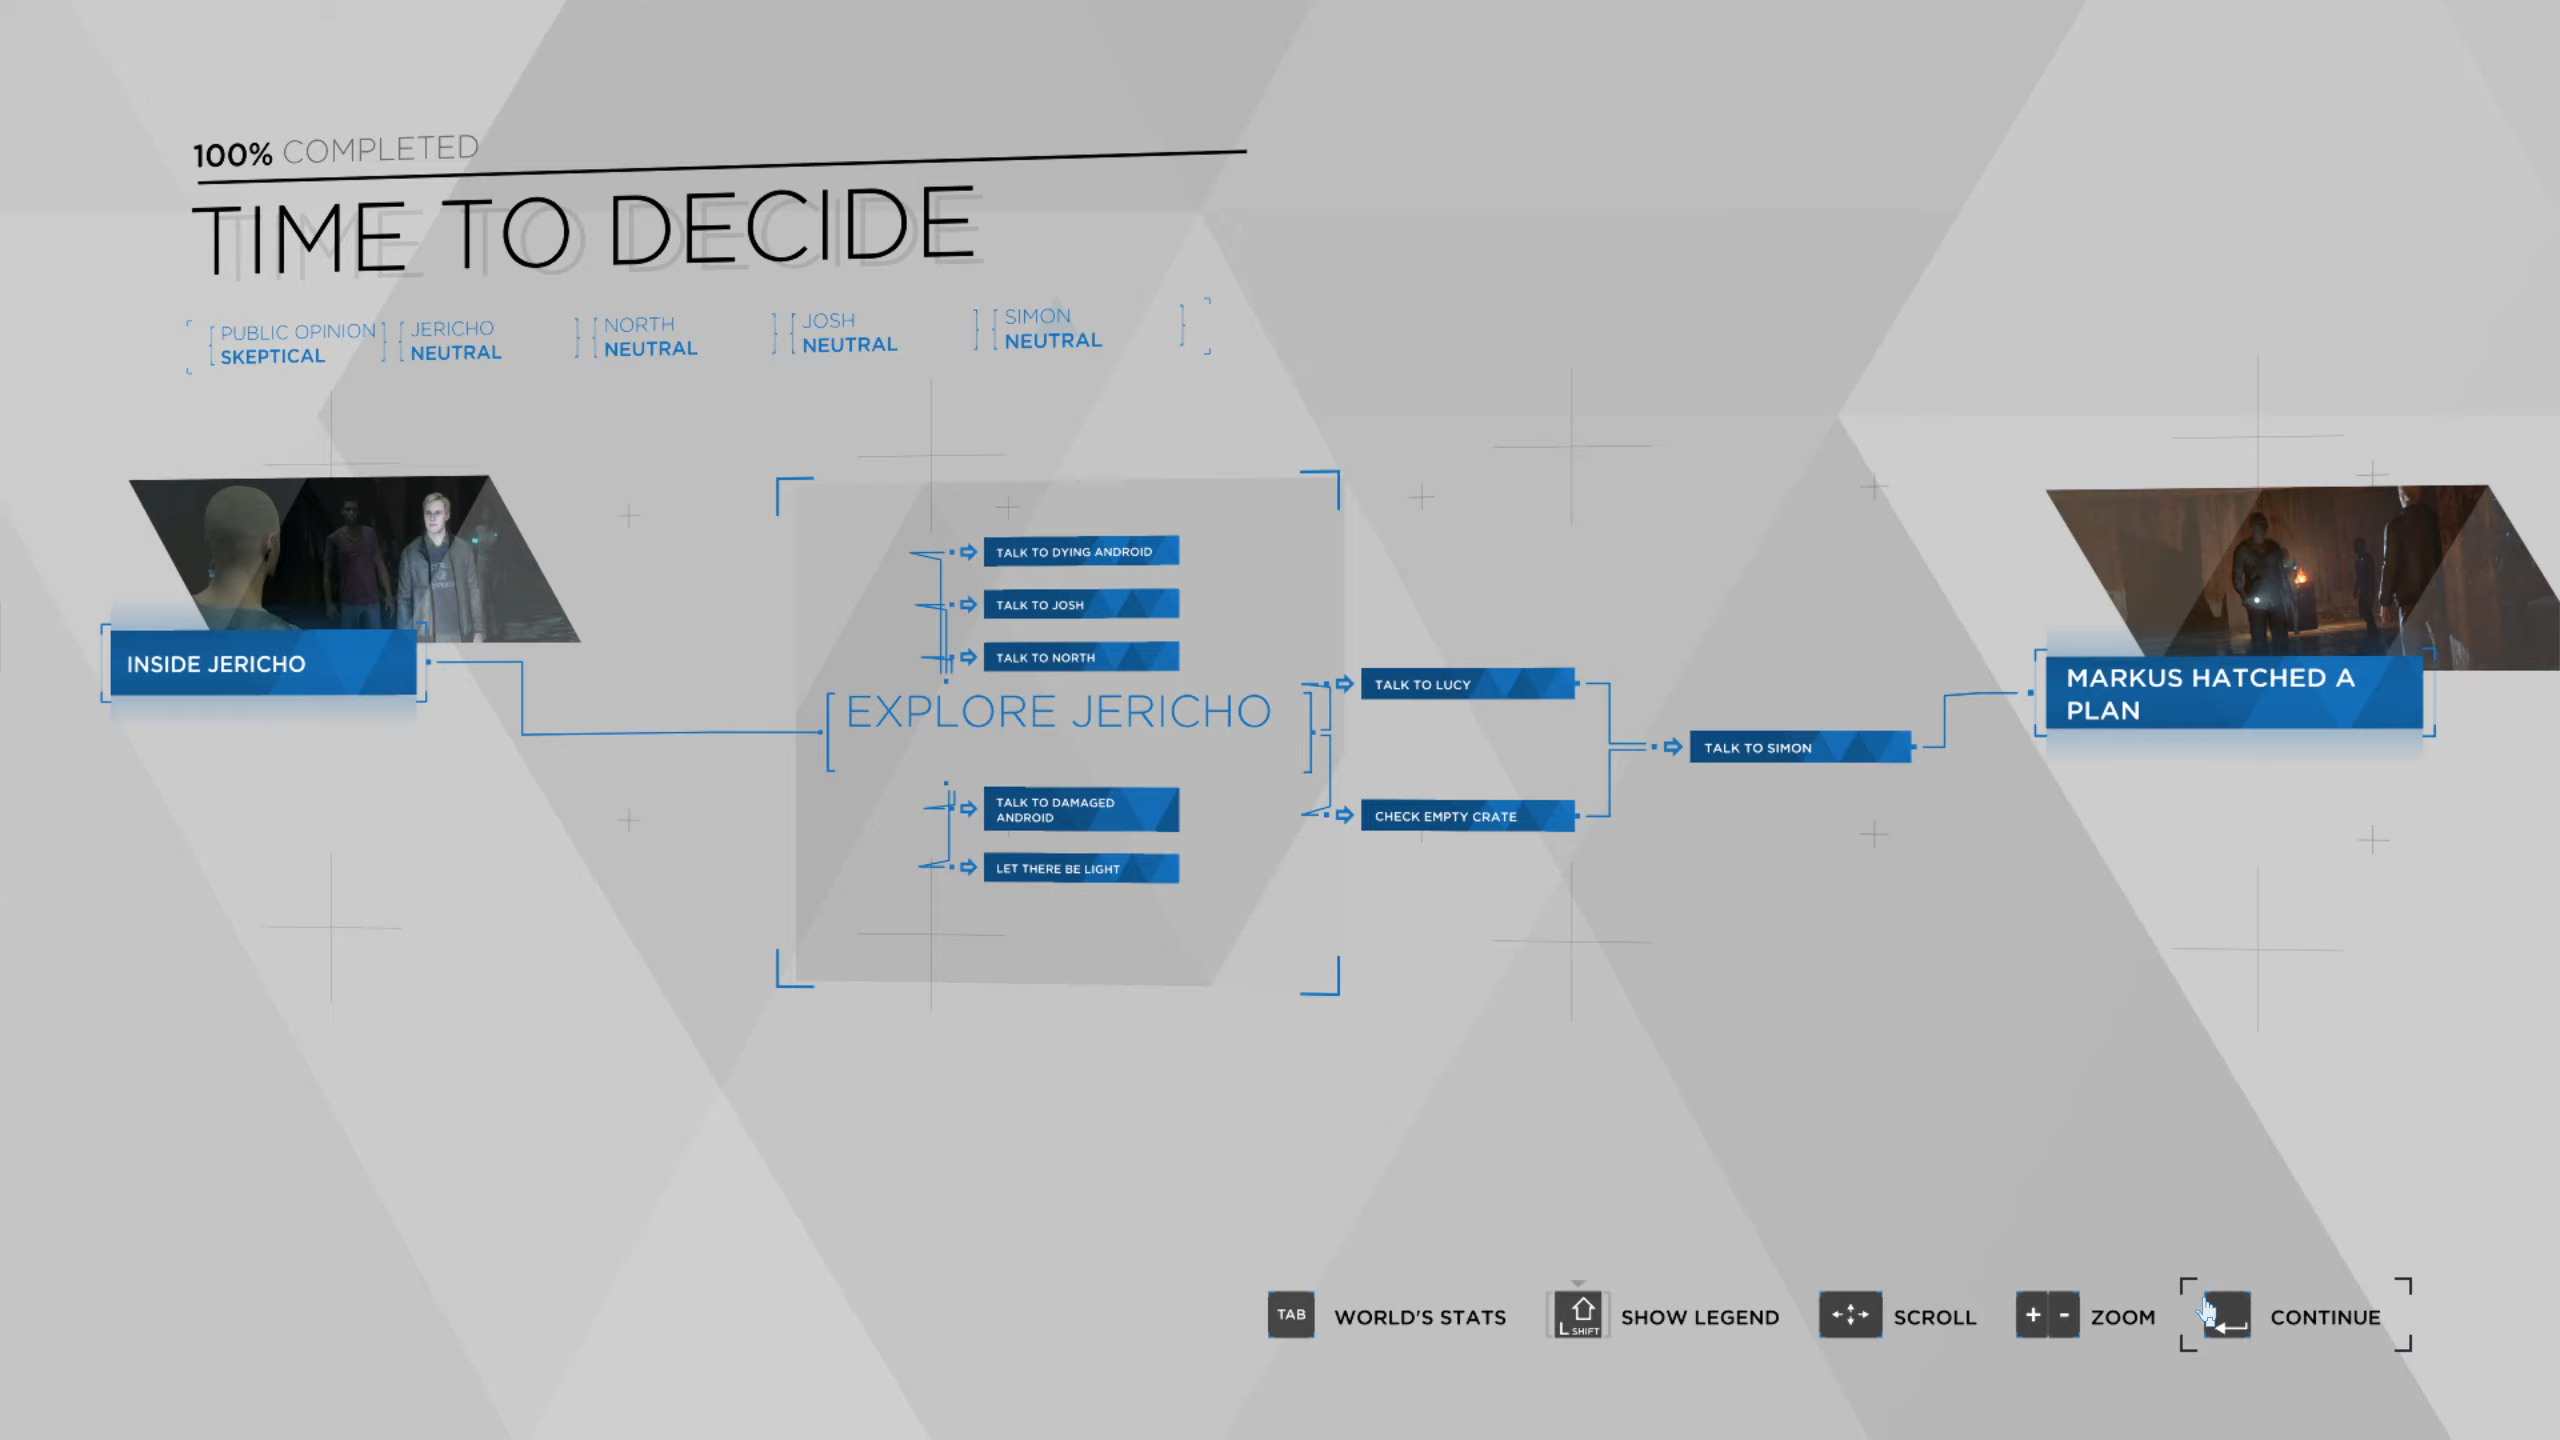 100% COMPLETED
TIME TO DECIDE
PUBLIC OPINION
SKEPTICAL
JERICHO
NEUTRAL
NORTH
NEUTRAL
JOSH
NEUTRAL
SIMON
NEUTRAL
INSIDE JERICHO
TALK TO DYING ANDROID
TALK TO JOSH
TALK TO NORTH
EXPLORE JERICHO
TALK TO DAMAGED
ANDROID
LET THERE BE LIGHT
TALK TO LUCY
CHECK EMPTY CRATE
TALK TO SIMON
MARKUS HATCHED A
PLAN
TAB WORLD'S STATS
L SHIFT SHOW LEGEND
SCROLL
+ - ZOOM
CONTINUE